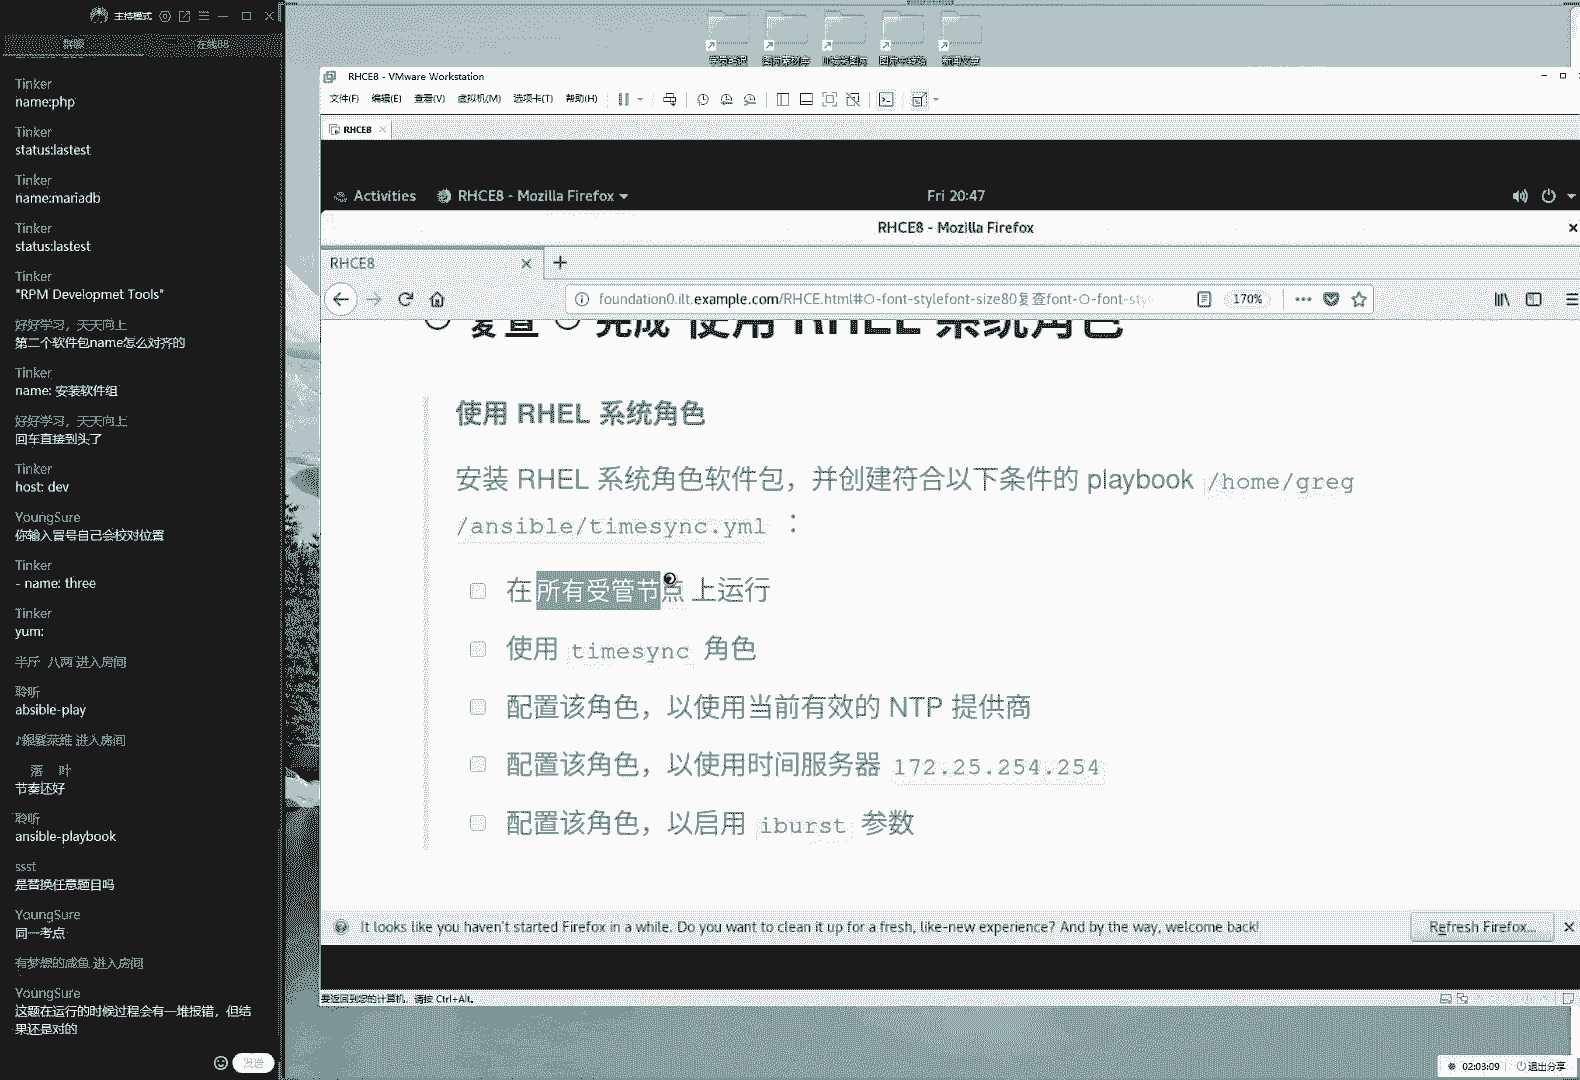 主持模式
群聊
在线88
Tinker
name:php
Tinker
status:lastest
Tinker
name:mariadb
Tinker
status:lastest
Tinker
"RPM Developmet Tools"
好好学习，天天向上
第二个软件包name怎么对齐的
Tinker
name: 安装软件组
好好学习，天天向上
回车直接到头了
Tinker
host: dev
YoungSure
你输入冒号自己会校对位置
Tinker
- name: three
Tinker
yum:
半斤 八两 进入房间
聆听
absible-play
进入房间
落 叶
节奏还好
聆听
ansible-playbook
ssst
是替换任意题目吗
YoungSure
同一考点
有梦想的咸鱼 进入房间
YoungSure
这题在运行的时候过程会有一堆报错，但结
果还是对的
发送
RHCE8 - VMware Workstation
文件(F) 编辑(E) 查看(V) 虚拟机(M) 选项卡(T) 帮助(H)
RHCE8
Activities RHCE8 - Mozilla Firefox Fri 20:47
RHCE8 - Mozilla Firefox
RHCE8
foundation0.ilt.example.com/RHCE.html#O-font-stylefont-size80复查font-O-font-sty
170%
复查 完成 使用 RHEL 系统角色
使用 RHEL 系统角色
安装 RHEL 系统角色软件包，并创建符合以下条件的 playbook /home/greg
/ansible/timesync.yml ：
在 所有受管节点 上运行
使用 timesync 角色
配置该角色，以使用当前有效的 NTP 提供商
配置该角色，以使用时间服务器 172.25.254.254
配置该角色，以启用 iburst 参数
It looks like you haven't started Firefox in a while. Do you want to clean it up for a fresh, like-new experience? And by the way, welcome back!
Refresh Firefox...
要返回到您的计算机，请按 Ctrl+Alt。
02:03:09
退出分享